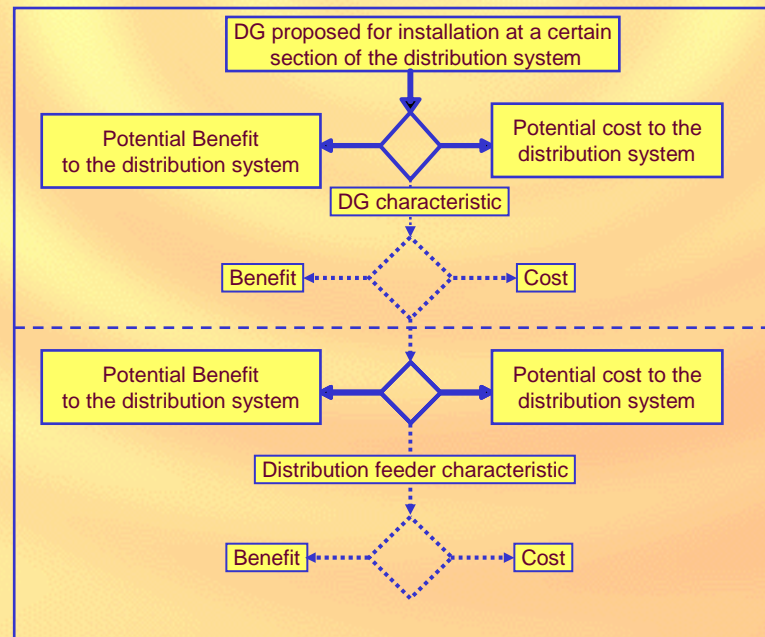 DG proposed for installation at a certain
section of the distribution system
Potential Benefit
to the distribution system
Potential cost to the
distribution system
DG characteristic
Benefit
Cost
Potential Benefit
to the distribution system
Potential cost to the
distribution system
Distribution feeder characteristic
Benefit
Cost